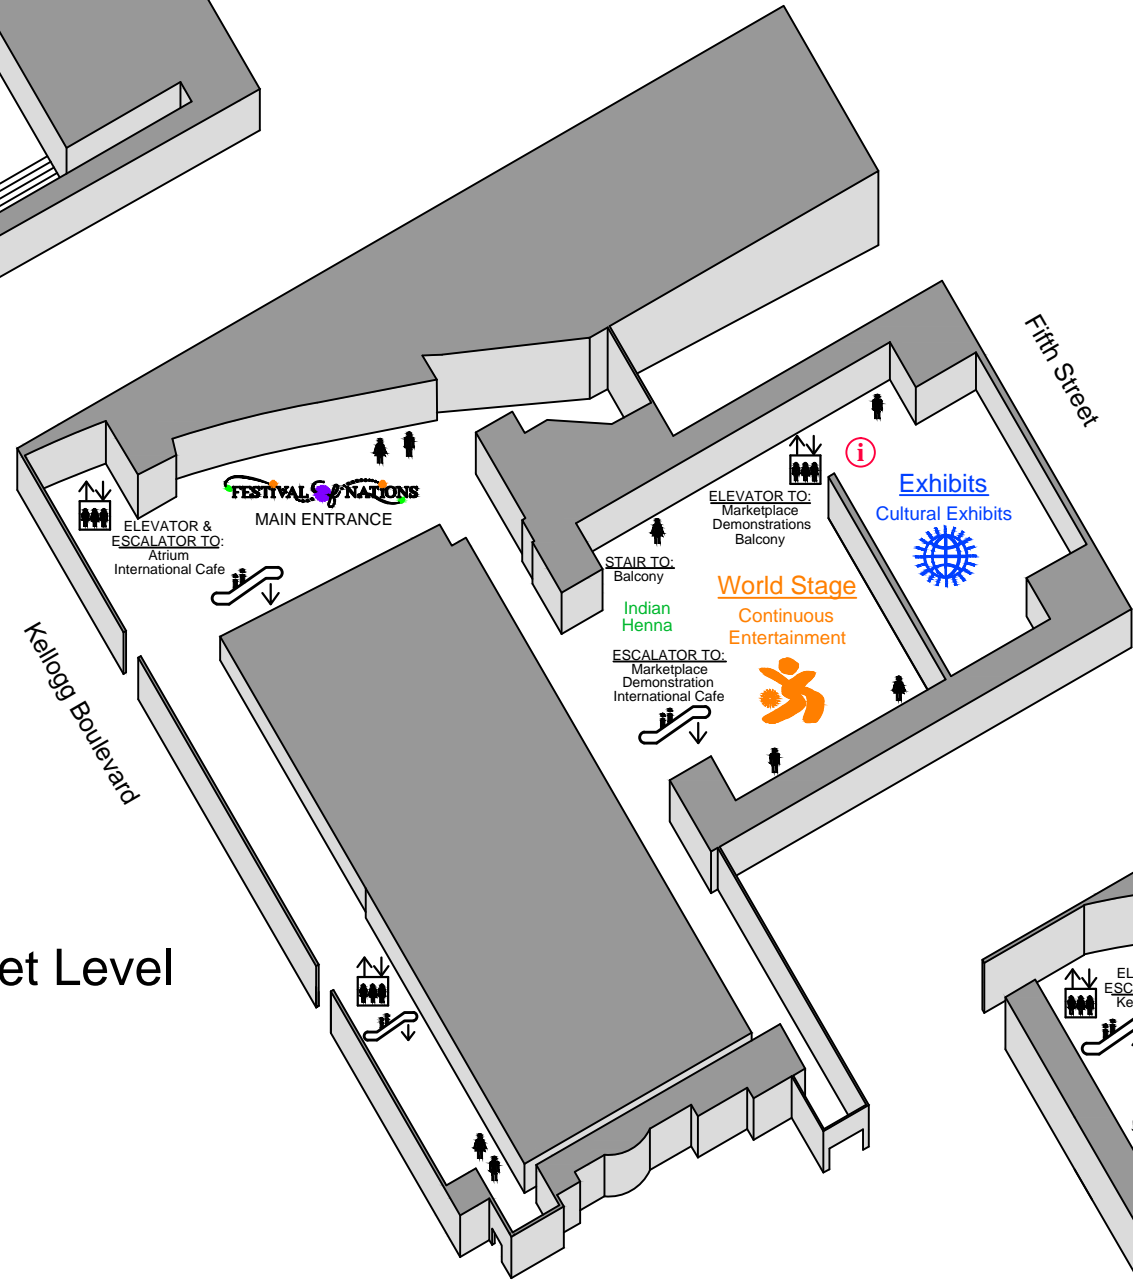 Fifth Street
FESTIVAL of NATIONS
MAIN ENTRANCE
ELEVATOR &
ESCALATOR TO:
Atrium
International Cafe
ELEVATOR TO:
Marketplace
Demonstrations
Balcony
i
Exhibits
Cultural Exhibits
STAIR TO:
Balcony
Indian
Henna
World Stage
Continuous
Entertainment
ESCALATOR TO:
Marketplace
Demonstration
International Cafe
Kellogg Boulevard
et Level
EL
ESC
Ke